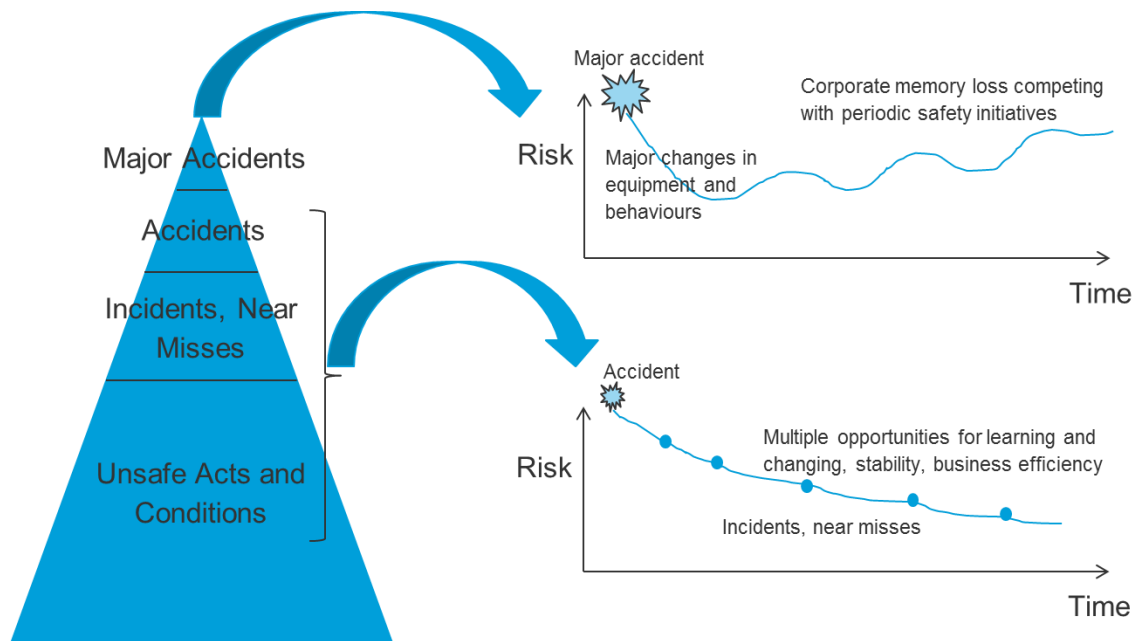 Major Accidents
Accidents
Incidents, Near
Misses
Unsafe Acts and
Conditions
Major accident
Corporate memory loss competing
with periodic safety initiatives
Risk
Major changes in
equipment and
behaviours
Time
Accident
Multiple opportunities for learning and
changing, stability, business efficiency
Risk
Incidents, near misses
Time